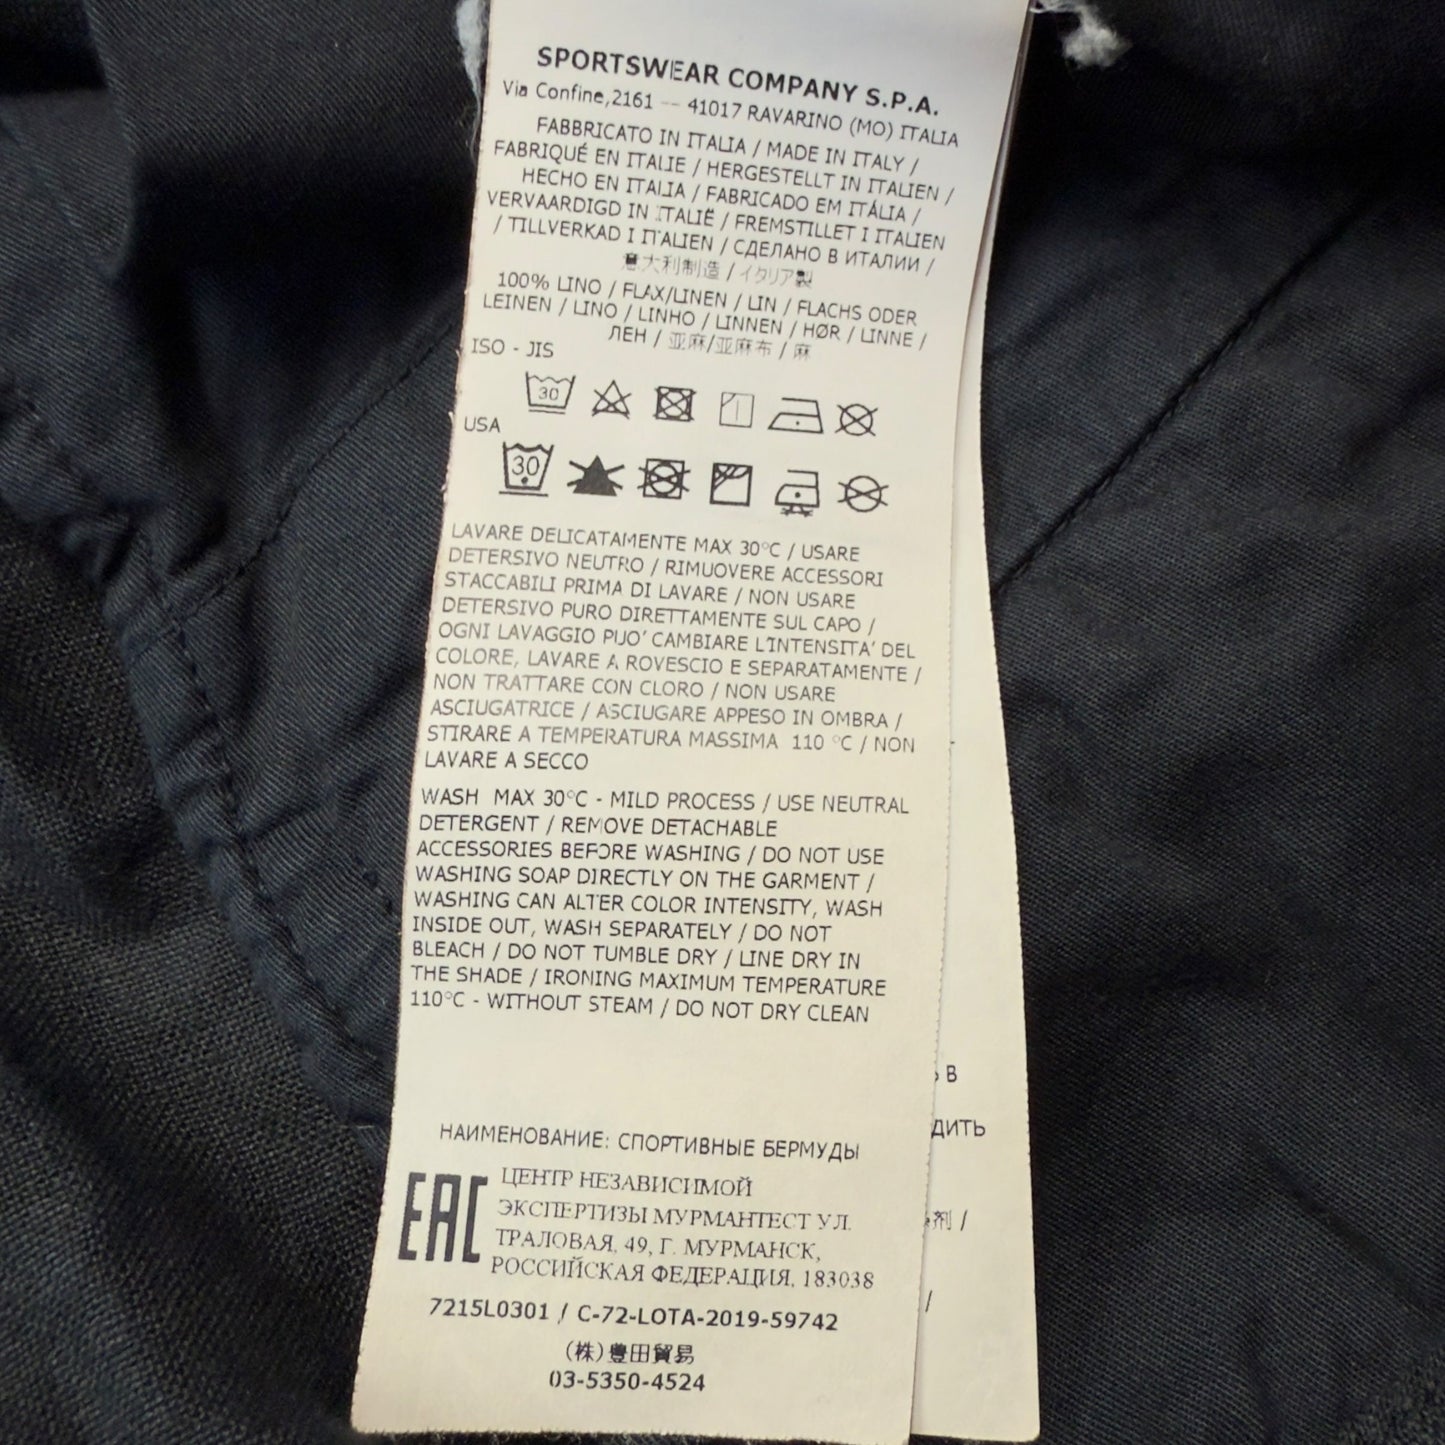 SPORTSWEAR COMPANY S.P.A.
Via Confine,2161 -- 41017 RAVARINO (MO) ITALIA
FABBRICATO IN ITALIA / MADE IN ITALY /
FABRIQUÉ EN ITALIE / HERGESTELLT IN ITALIEN /
HECHO EN ITALIA / FABRICADO EM ITÁLIA /
VERVAARDIGD IN ITALIË / FREMSTILLET I ITALIEN
/ TILLVERKAD I ITALIEN / СДЕЛАНО В ИТАЛИИ /
意大利制造 / イタリア製
100% LINO / FLAX/LINEN / LIN / FLACHS ODER
LEINEN / LINO / LINHO / LINNEN / HØR / LINNE /
ЛЕН / 亚麻/亚麻布 / 麻
ISO - JIS
30
USA
30
LAVARE DELICATAMENTE MAX 30°C / USARE
DETERSIVO NEUTRO / RIMUOVERE ACCESSORI
STACCABILI PRIMA DI LAVARE / NON USARE
DETERSIVO PURO DIRETTAMENTE SUL CAPO /
OGNI LAVAGGIO PUO' CAMBIARE L'INTENSITA' DEL
COLORE, LAVARE A ROVESCIO E SEPARATAMENTE /
NON TRATTARE CON CLORO / NON USARE
ASCIUGATRICE / ASCIUGARE APPESO IN OMBRA /
STIRARE A TEMPERATURA MASSIMA 110 °C / NON
LAVARE A SECCO
WASH MAX 30°C - MILD PROCESS / USE NEUTRAL
DETERGENT / REMOVE DETACHABLE
ACCESSORIES BEFORE WASHING / DO NOT USE
WASHING SOAP DIRECTLY ON THE GARMENT /
WASHING CAN ALTER COLOR INTENSITY, WASH
INSIDE OUT, WASH SEPARATELY / DO NOT
BLEACH / DO NOT TUMBLE DRY / LINE DRY IN
THE SHADE / IRONING MAXIMUM TEMPERATURE
110°C - WITHOUT STEAM / DO NOT DRY CLEAN
НАИМЕНОВАНИЕ: СПОРТИВНЫЕ БЕРМУДЫ
EAC
ЦЕНТР НЕЗАВИСИМОЙ
ЭКСПЕРТИЗЫ МУРМАНТЕСТ УЛ.
ТРАЛОВАЯ, 49, Г. МУРМАНСК,
РОССИЙСКАЯ ФЕДЕРАЦИЯ, 183038
7215L0301 / C-72-LOTA-2019-59742
(株)豊田貿易
03-5350-4524
В
ДИТЬ
剂 /
/